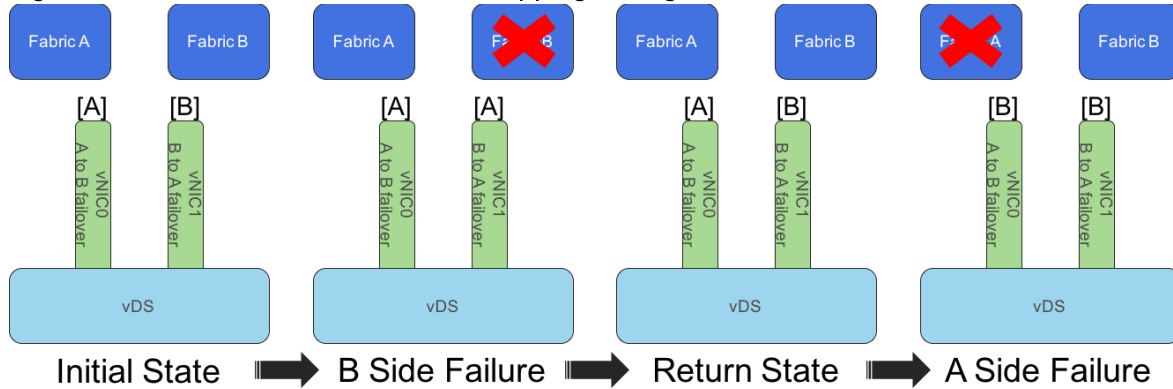 Fabric A
Fabric B
[A]
[B]
vNIC0
A to B failover
vNIC1
B to A failover
vDS
Initial State
Fabric A
[A]
[A]
vNIC0
A to B failover
vNIC1
B to A failover
vDS
B Side Failure
Fabric A
Fabric B
[A]
[B]
vNIC0
A to B failover
vNIC1
B to A failover
vDS
Return State
Fabric B
[B]
[B]
vNIC0
A to B failover
vNIC1
B to A failover
vDS
A Side Failure